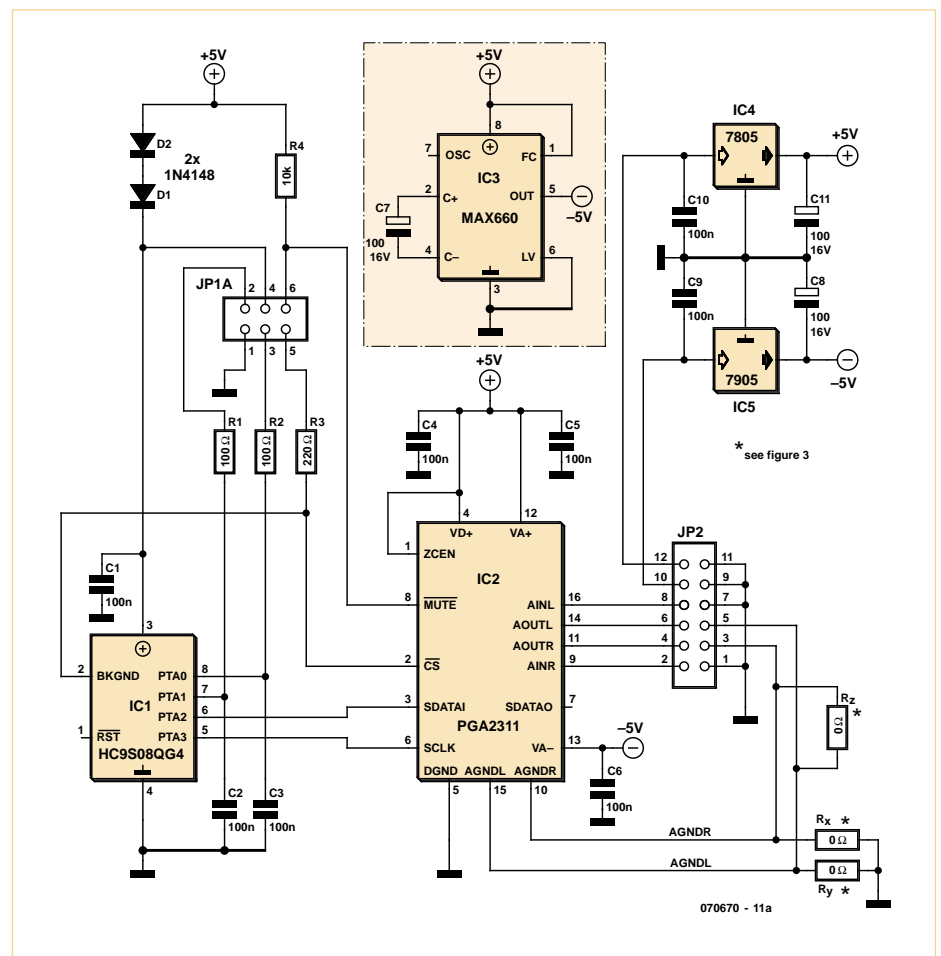 +5V
D2
2x
1N4148
D1
R4
10k
JP1A
2 4 6
1 3 5
R1
100Ω
R2
100Ω
R3
220Ω
C1
100n
3
2 BKGND
PTA0 8
PTA1 7
IC1
PTA2 6
PTA3 5
1 RST
HC9S08QG4
4
C2
100n
C3
100n
+5V
8
7 OSC
FC 1
IC3
2 C+
OUT 5
–5V
MAX660
C7
100
16V
4 C–
LV 6
3
IC4
7805
+5V
C10
100n
C11
100
16V
C9
100n
C8
100
16V
7905
–5V
IC5
*see figure 3
+5V
C4
100n
C5
100n
4
VD+
12
VA+
1 ZCEN
IC2
8 MUTE
AINL 16
AOUTL 14
2 CS
AOUTR 11
AINR 9
3 SDATAI
SDATAO 7
PGA2311
6 SCLK
VA– 13
–5V
DGND AGNDL AGNDR
5 15 10
C6
100n
JP2
12 11
10 9
8 7
6 5
4 3
2 1
Rz *
0Ω
AGNDR
Rx *
0Ω
AGNDL
0Ω
Ry *
070670 - 11a